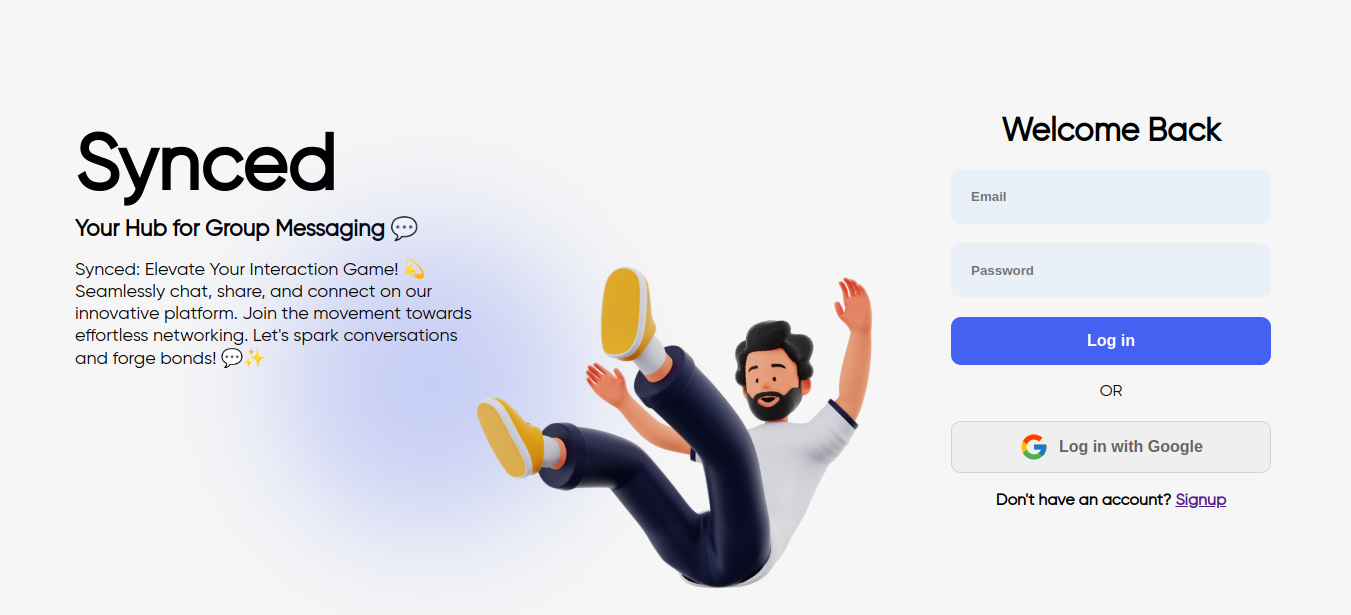 Synced
Your Hub for Group Messaging 💬
Synced: Elevate Your Interaction Game! 💫
Seamlessly chat, share, and connect on our
innovative platform. Join the movement towards
effortless networking. Let's spark conversations
and forge bonds! 💬✨
Welcome Back
Email
Password
Log in
OR
Log in with Google
Don't have an account? Signup